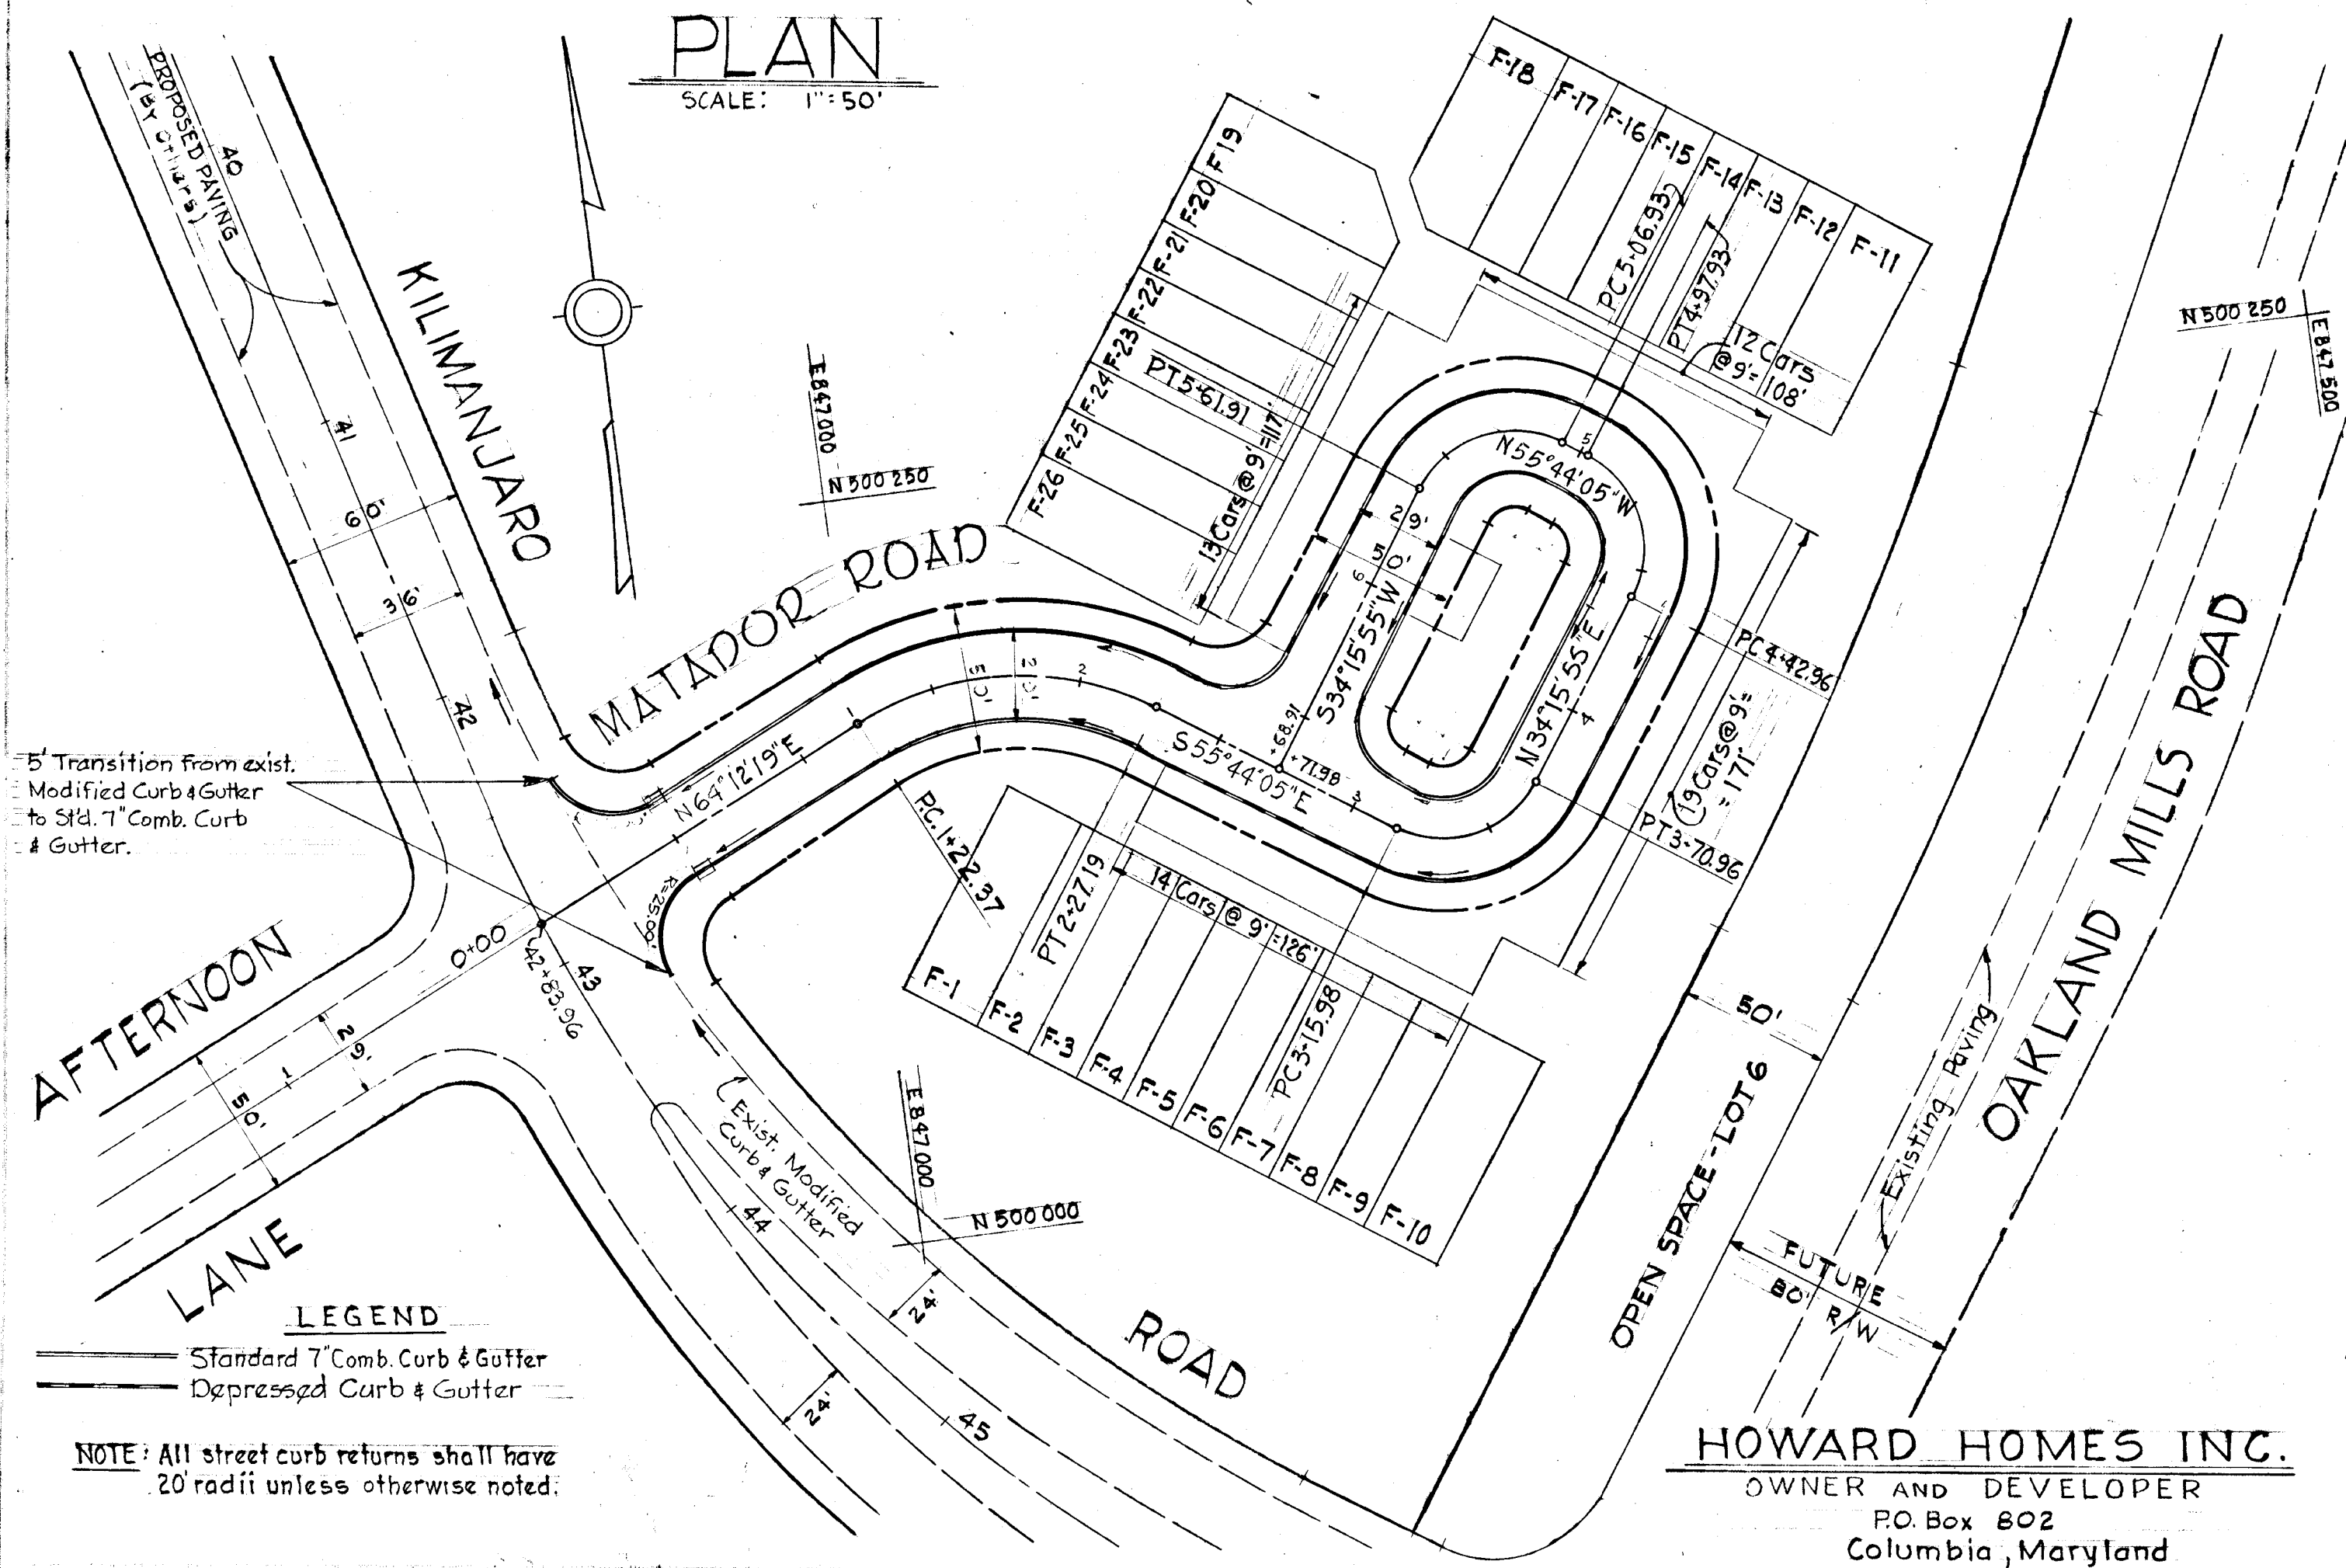 PLAN
SCALE: 1"=50'
PROPOSED PAVING
(By Others)
40
41
42
43
44
45
KILIMANJARO
60'
36'
E 847 000
N 500 250
MATADOR ROAD
5' Transition from exist.
Modified Curb & Gutter
to St'd. 7" Comb. Curb
& Gutter.
N 64°12'19" E
1
2
50'
P.C. 1+22.37
PT 2+27.19
S 55°44'05" E
+68.91
+71.98
3
PC 3+15.98
PT 3+70.96
N 34°15'55" E
4
PC 4+42.96
N 55°44'05" W
5
PT 4+97.93
PC 5+06.93
PT 5+61.91
S 34°15'55" W
6
29'
50'
F-18
F-17
F-16
F-15
F-14
F-13
F-12
F-11
12 Cars
@ 9'= 108'
F-19
F-20
F-21
F-22
F-23
F-24
F-25
F-26
13 Cars @ 9'=117'
19 Cars @ 9'=
= 171'
14 Cars @ 9'=126'
F-1
F-2
F-3
F-4
F-5
F-6
F-7
F-8
F-9
F-10
R=25.00'
0+00
42+83.96
AFTERNOON
LANE
29'
50'
1
Exist. Modified
Curb & Gutter
E 847 000
N 500 000
24'
24'
ROAD
N 500 250
E 847 500
OAKLAND MILLS ROAD
Existing Paving
50'
OPEN SPACE - LOT 6
FUTURE
80' R/W
LEGEND
Standard 7" Comb. Curb & Gutter
Depressed Curb & Gutter
NOTE: All street curb returns shall have
20' radii unless otherwise noted.
HOWARD HOMES INC.
OWNER AND DEVELOPER
P.O. Box 802
Columbia, Maryland